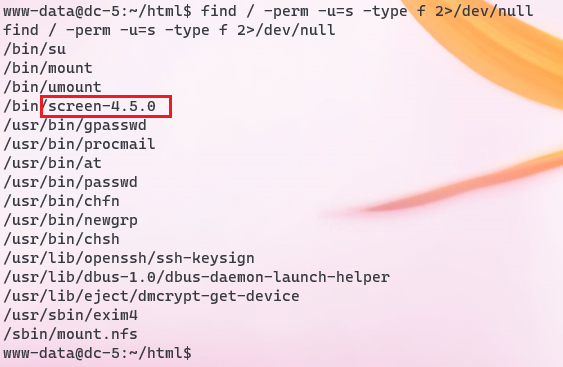 www-data@dc-5:~/html$ find / -perm -u=s -type f 2>/dev/null
find / -perm -u=s -type f 2>/dev/null
/bin/su
/bin/mount
/bin/umount
/bin/screen-4.5.0
/usr/bin/gpasswd
/usr/bin/procmail
/usr/bin/at
/usr/bin/passwd
/usr/bin/chfn
/usr/bin/newgrp
/usr/bin/chsh
/usr/lib/openssh/ssh-keysign
/usr/lib/dbus-1.0/dbus-daemon-launch-helper
/usr/lib/eject/dmcrypt-get-device
/usr/sbin/exim4
/sbin/mount.nfs
www-data@dc-5:~/html$